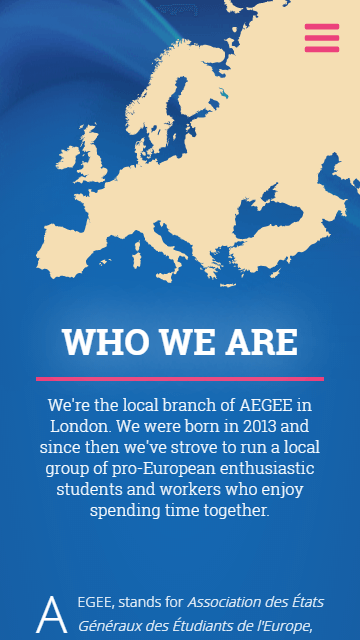 WHO WE ARE
We're the local branch of AEGEE in
London. We were born in 2013 and
since then we've strove to run a local
group of pro-European enthusiastic
students and workers who enjoy
spending time together.
AEGEE, stands for Association des États
Généraux des Étudiants de l'Europe,